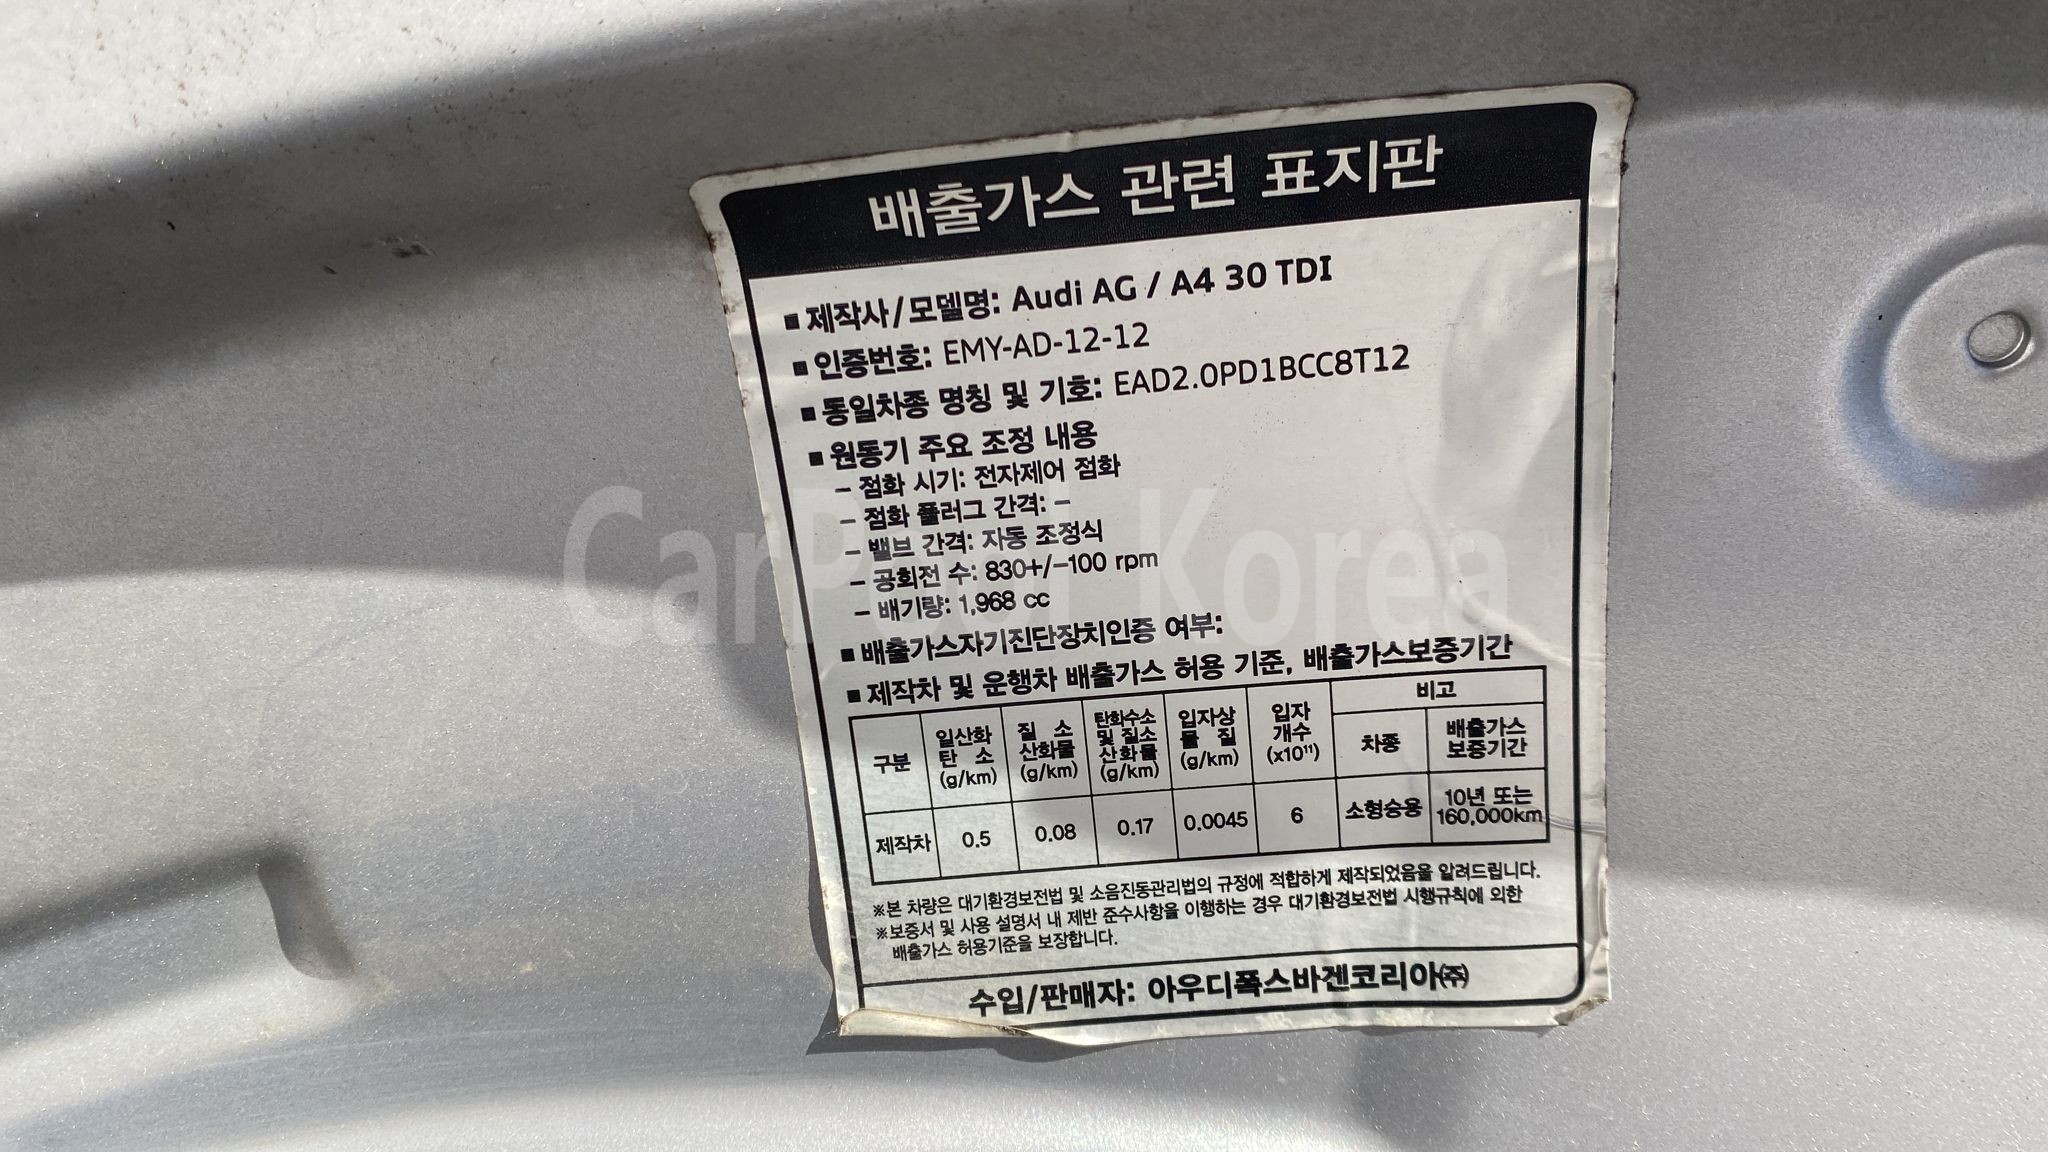 배출가스 관련 표지판
■ 제작사/모델명: Audi AG / A4 30 TDI
■ 인증번호: EMY-AD-12-12
■ 동일차종 명칭 및 기호: EAD2.0PD1BCC8T12
■ 원동기 주요 조정 내용
– 점화 시기: 전자제어 점화
– 점화 플러그 간격: –
– 밸브 간격: 자동 조정식
– 공회전 수: 830+/–100 rpm
– 배기량: 1,968 cc
CarPool Korea
■ 배출가스자기진단장치인증 여부:
■ 제작차 및 운행차 배출가스 허용 기준, 배출가스보증기간
구분 일산화 탄 소 (g/km) 질 소 산화물 (g/km) 탄화수소 및 질소 산화물 (g/km) 입자상 물 질 (g/km) 입자 개수 (x10¹¹) 비고
차종 배출가스 보증기간
제작차 0.5 0.08 0.17 0.0045 6 소형승용 10년 또는 160,000km
※본 차량은 대기환경보전법 및 소음진동관리법의 규정에 적합하게 제작되었음을 알려드립니다.
※보증서 및 사용 설명서 내 제반 준수사항을 이행하는 경우 대기환경보전법 시행규칙에 의한
배출가스 허용기준을 보장합니다.
수입/판매자: 아우디폭스바겐코리아㈜